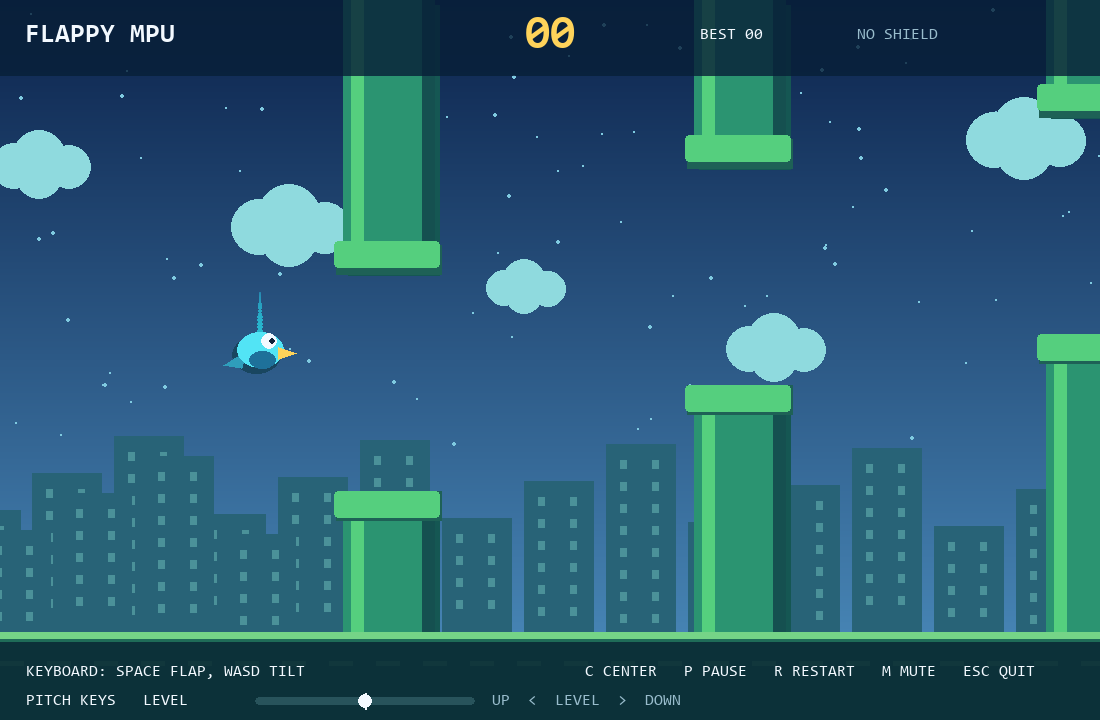 FLAPPY MPU 00 BEST 00 NO SHIELD
KEYBOARD: SPACE FLAP, WASD TILT C CENTER P PAUSE R RESTART M MUTE ESC QUIT
PITCH KEYS LEVEL UP < LEVEL > DOWN